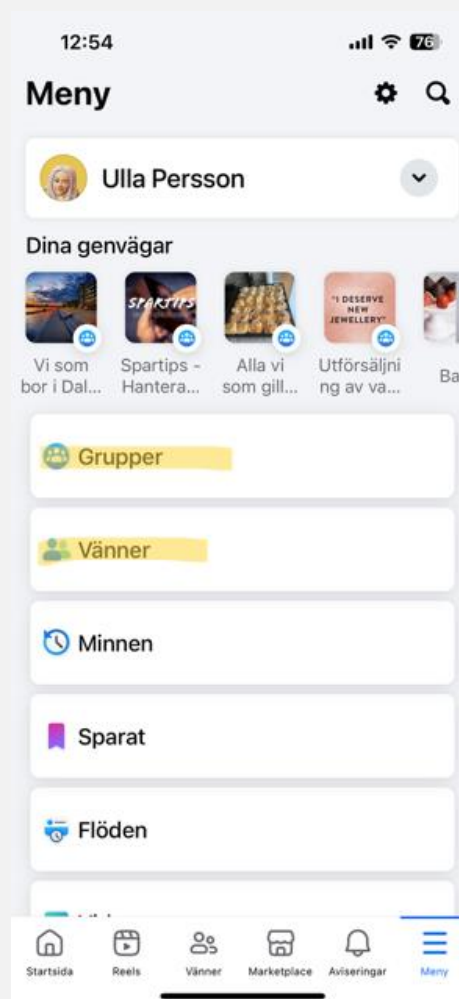 12:54
76
Meny
Ulla Persson
Dina genvägar
SPARTIPS
"I DESERVE
NEW
JEWELLERY"
Vi som
bor i Dal...
Spartips -
Hantera...
Alla vi
som gill...
Utförsäljni
ng av va...
Ba
Grupper
Vänner
Minnen
Sparat
Flöden
Startsida
Reels
Vänner
Marketplace
Aviseringar
Meny